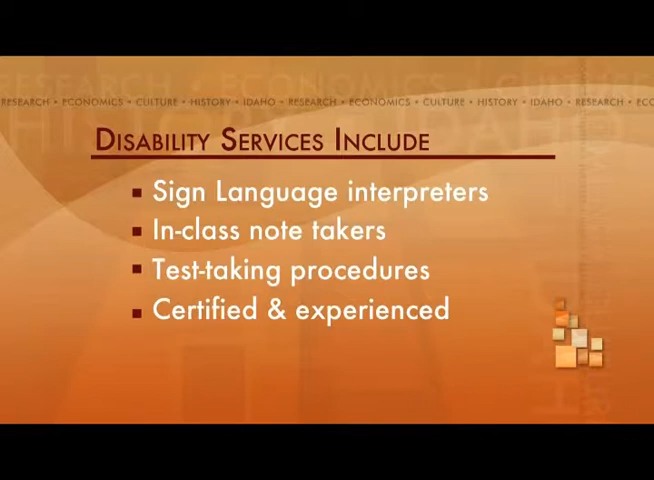 RESEARCH • ECONOMICS • CULTURE • HISTORY • IDAHO • RESEARCH • ECONOMICS • CULTURE • HISTORY • IDAHO • RESEARCH • ECO
DISABILITY SERVICES INCLUDE
▪ Sign Language interpreters
▪ In-class note takers
▪ Test-taking procedures
▪ Certified & experienced